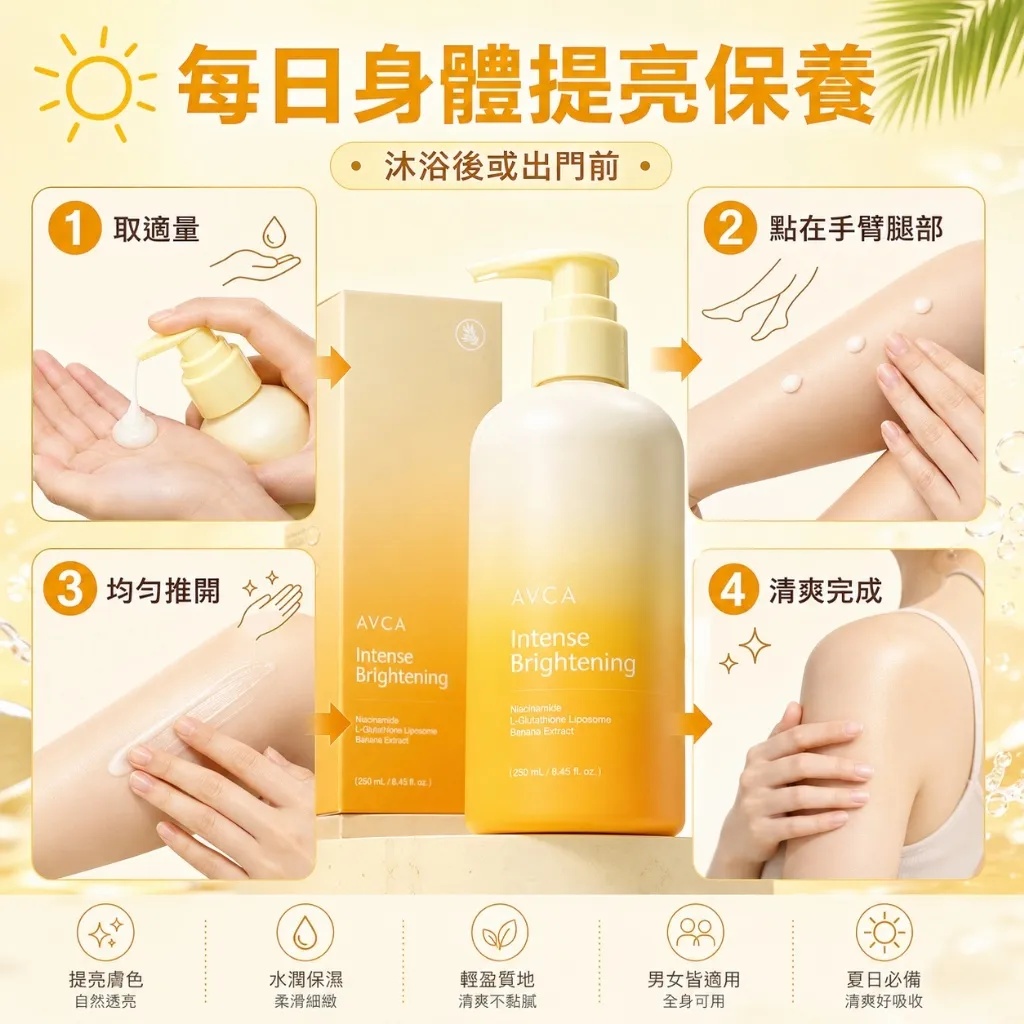 每日身體提亮保養
• 沐浴後或出門前 •
1 取適量
2 點在手臂腿部
3 均勻推開
4 清爽完成
AVCA
Intense
Brightening
Niacinamide
L-Glutathione Liposome
Banana Extract
(250 mL / 8.45 fl. oz.)
AVCA
Intense
Brightening
Niacinamide
L-Glutathione Liposome
Banana Extract
(250 mL / 8.45 fl. oz.)
提亮膚色
自然透亮
水潤保濕
柔滑細緻
輕盈質地
清爽不黏膩
男女皆適用
全身可用
夏日必備
清爽好吸收